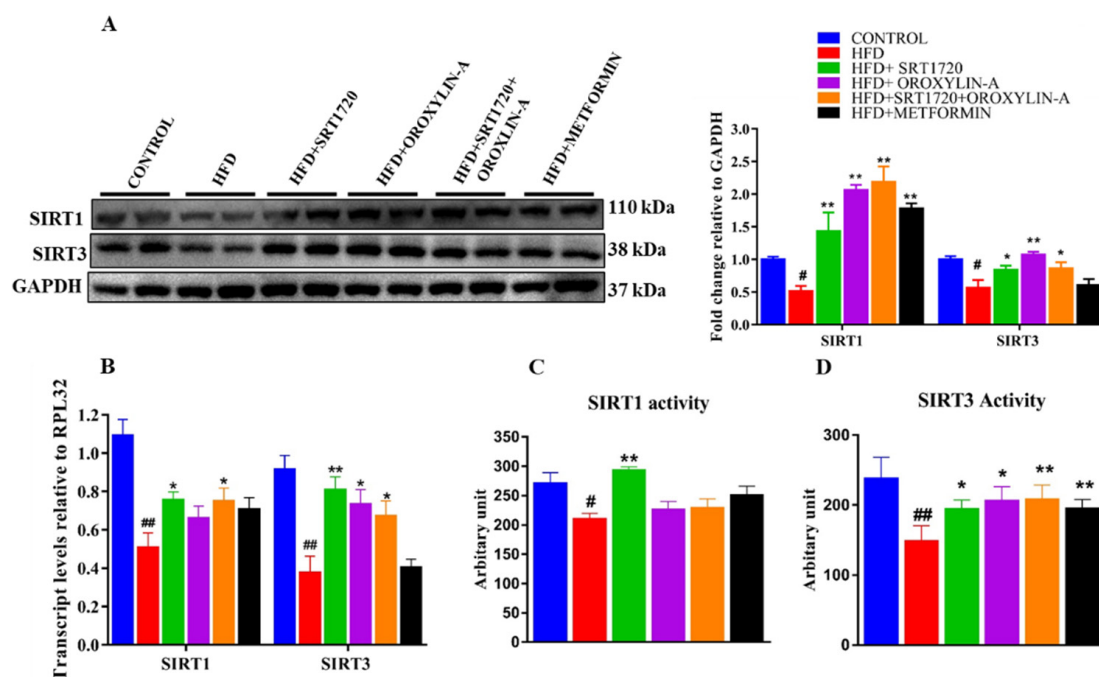 A
CONTROL
HFD
HFD+SRT1720
HFD+OROXYLIN-A
HFD+SRT1720+
OROXLIN-A
HFD+METFORMIN
SIRT1
110 kDa
SIRT3
38 kDa
GAPDH
37 kDa
CONTROL
HFD
HFD+ SRT1720
HFD+ OROXYLIN-A
HFD+SRT1720+OROXYLIN-A
HFD+METFORMIN
Fold change relative to GAPDH
3.0
2.5
2.0
1.5
1.0
0.5
0.0
#
**
**
**
**
#
*
**
*
SIRT1
SIRT3
B
Transcript levels relative to RPL32
1.2
1.0
0.8
0.6
0.4
0.2
0.0
##
*
*
##
**
*
*
SIRT1
SIRT3
C
SIRT1 activity
Arbitary unit
350
300
250
200
150
100
50
0
#
**
D
SIRT3 Activity
Arbitary unit
300
200
100
0
##
*
*
**
**